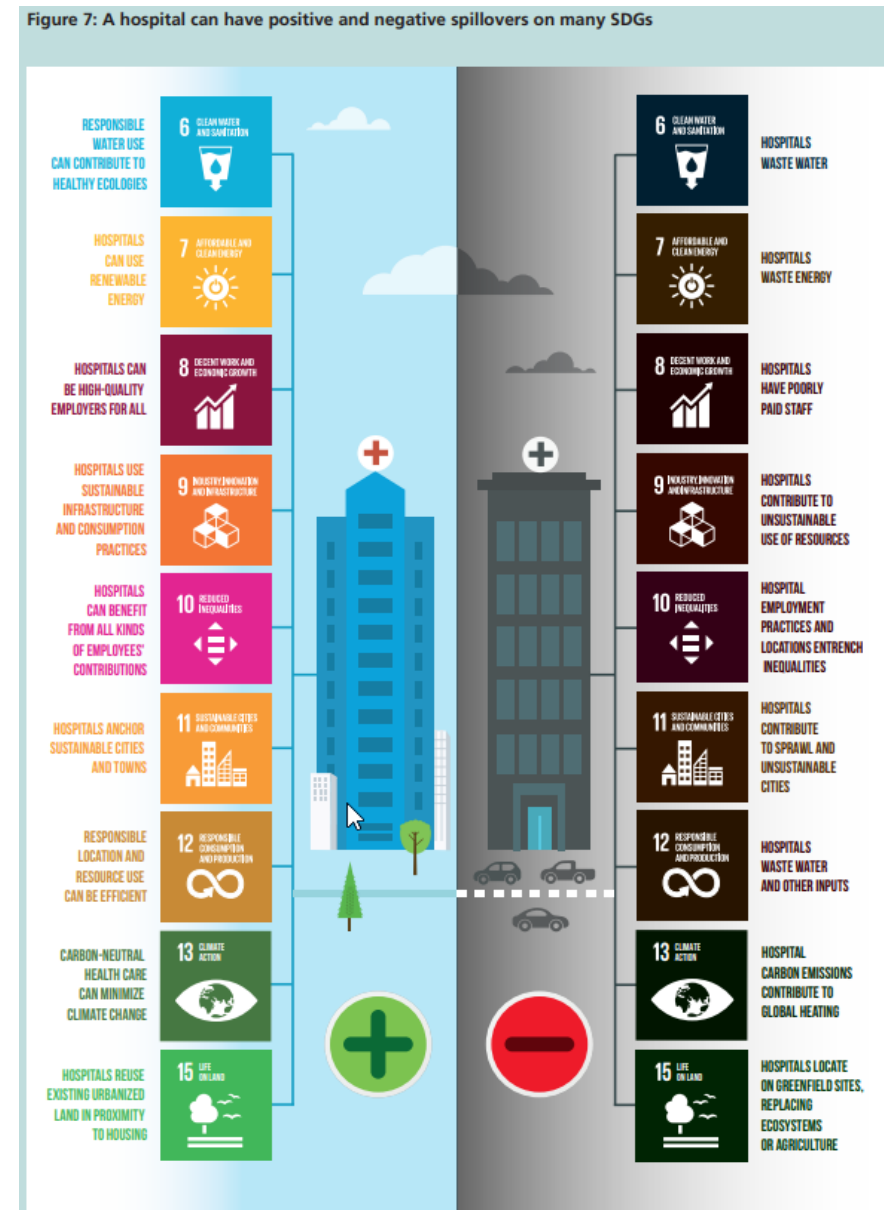 Figure 7: A hospital can have positive and negative spillovers on many SDGs
RESPONSIBLE
WATER USE
CAN CONTRIBUTE TO
HEALTHY ECOLOGIES
6 CLEAN WATER
AND SANITATION
HOSPITALS
CAN USE
RENEWABLE
ENERGY
7 AFFORDABLE AND
CLEAN ENERGY
HOSPITALS CAN
BE HIGH-QUALITY
EMPLOYERS FOR ALL
8 DECENT WORK AND
ECONOMIC GROWTH
HOSPITALS USE
SUSTAINABLE
INFRASTRUCTURE
AND CONSUMPTION
PRACTICES
9 INDUSTRY, INNOVATION
AND INFRASTRUCTURE
HOSPITALS
CAN BENEFIT
FROM ALL KINDS
OF EMPLOYEES'
CONTRIBUTIONS
10 REDUCED
INEQUALITIES
HOSPITALS ANCHOR
SUSTAINABLE CITIES
AND TOWNS
11 SUSTAINABLE CITIES
AND COMMUNITIES
RESPONSIBLE
LOCATION AND
RESOURCE USE
CAN BE EFFICIENT
12 RESPONSIBLE
CONSUMPTION
AND PRODUCTION
CARBON-NEUTRAL
HEALTH CARE
CAN MINIMIZE
CLIMATE CHANGE
13 CLIMATE
ACTION
HOSPITALS REUSE
EXISTING URBANIZED
LAND IN PROXIMITY
TO HOUSING
15 LIFE
ON LAND
6 CLEAN WATER
AND SANITATION
HOSPITALS
WASTE WATER
7 AFFORDABLE AND
CLEAN ENERGY
HOSPITALS
WASTE ENERGY
8 DECENT WORK AND
ECONOMIC GROWTH
HOSPITALS
HAVE POORLY
PAID STAFF
9 INDUSTRY, INNOVATION
AND INFRASTRUCTURE
HOSPITALS
CONTRIBUTE TO
UNSUSTAINABLE
USE OF RESOURCES
10 REDUCED
INEQUALITIES
HOSPITAL
EMPLOYMENT
PRACTICES AND
LOCATIONS ENTRENCH
INEQUALITIES
11 SUSTAINABLE CITIES
AND COMMUNITIES
HOSPITALS
CONTRIBUTE
TO SPRAWL AND
UNSUSTAINABLE
CITIES
12 RESPONSIBLE
CONSUMPTION
AND PRODUCTION
HOSPITALS
WASTE WATER
AND OTHER INPUTS
13 CLIMATE
ACTION
HOSPITAL
CARBON EMISSIONS
CONTRIBUTE TO
GLOBAL HEATING
15 LIFE
ON LAND
HOSPITALS LOCATE
ON GREENFIELD SITES,
REPLACING
ECOSYSTEMS
OR AGRICULTURE